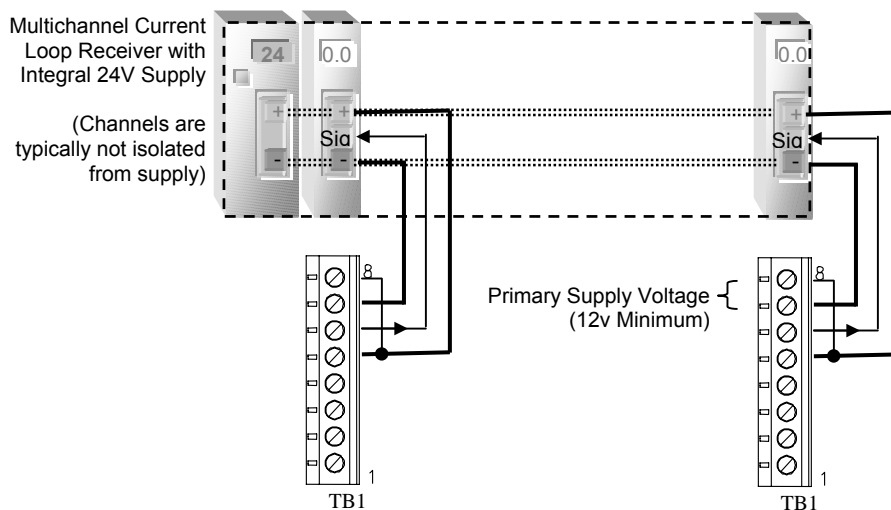 Multichannel Current
Loop Receiver with
Integral 24V Supply
(Channels are
typically not isolated
from supply)
24
0.0
+
+
Sig
-
-
0.0
+
Sig
-
8
1
TB1
Primary Supply Voltage
(12v Minimum)
8
1
TB1